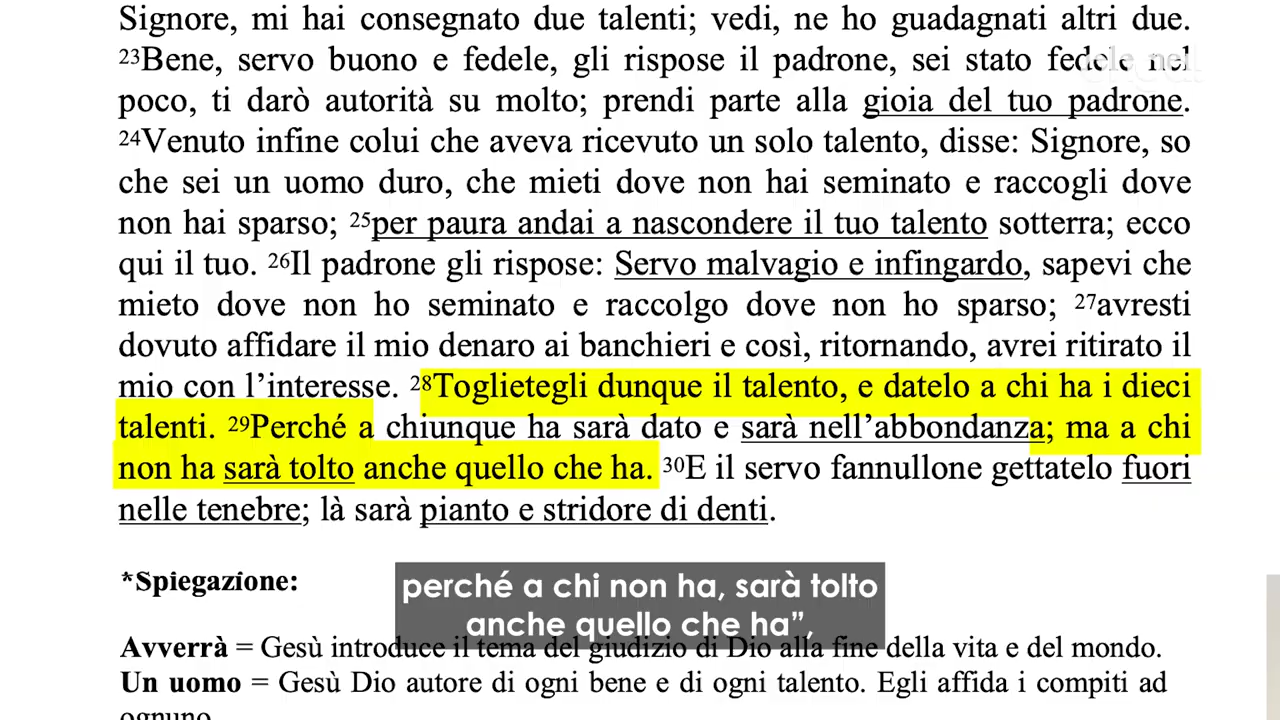 Signore, mi hai consegnato due talenti; vedi, ne ho guadagnati altri due.
23Bene, servo buono e fedele, gli rispose il padrone, sei stato fedele nel
poco, ti darò autorità su molto; prendi parte alla gioia del tuo padrone.
24Venuto infine colui che aveva ricevuto un solo talento, disse: Signore, so
che sei un uomo duro, che mieti dove non hai seminato e raccogli dove
non hai sparso; 25per paura andai a nascondere il tuo talento sotterra; ecco
qui il tuo. 26Il padrone gli rispose: Servo malvagio e infingardo, sapevi che
mieto dove non ho seminato e raccolgo dove non ho sparso; 27avresti
dovuto affidare il mio denaro ai banchieri e così, ritornando, avrei ritirato il
mio con l’interesse. 28Toglietegli dunque il talento, e datelo a chi ha i dieci
talenti. 29Perché a chiunque ha sarà dato e sarà nell’abbondanza; ma a chi
non ha sarà tolto anche quello che ha. 30E il servo fannullone gettatelo fuori
nelle tenebre; là sarà pianto e stridore di denti.
*Spiegazione:
perché a chi non ha, sarà tolto
anche quello che ha”,
Avverrà = Gesù introduce il tema del giudizio di Dio alla fine della vita e del mondo.
Un uomo = Gesù Dio autore di ogni bene e di ogni talento. Egli affida i compiti ad
ognuno.